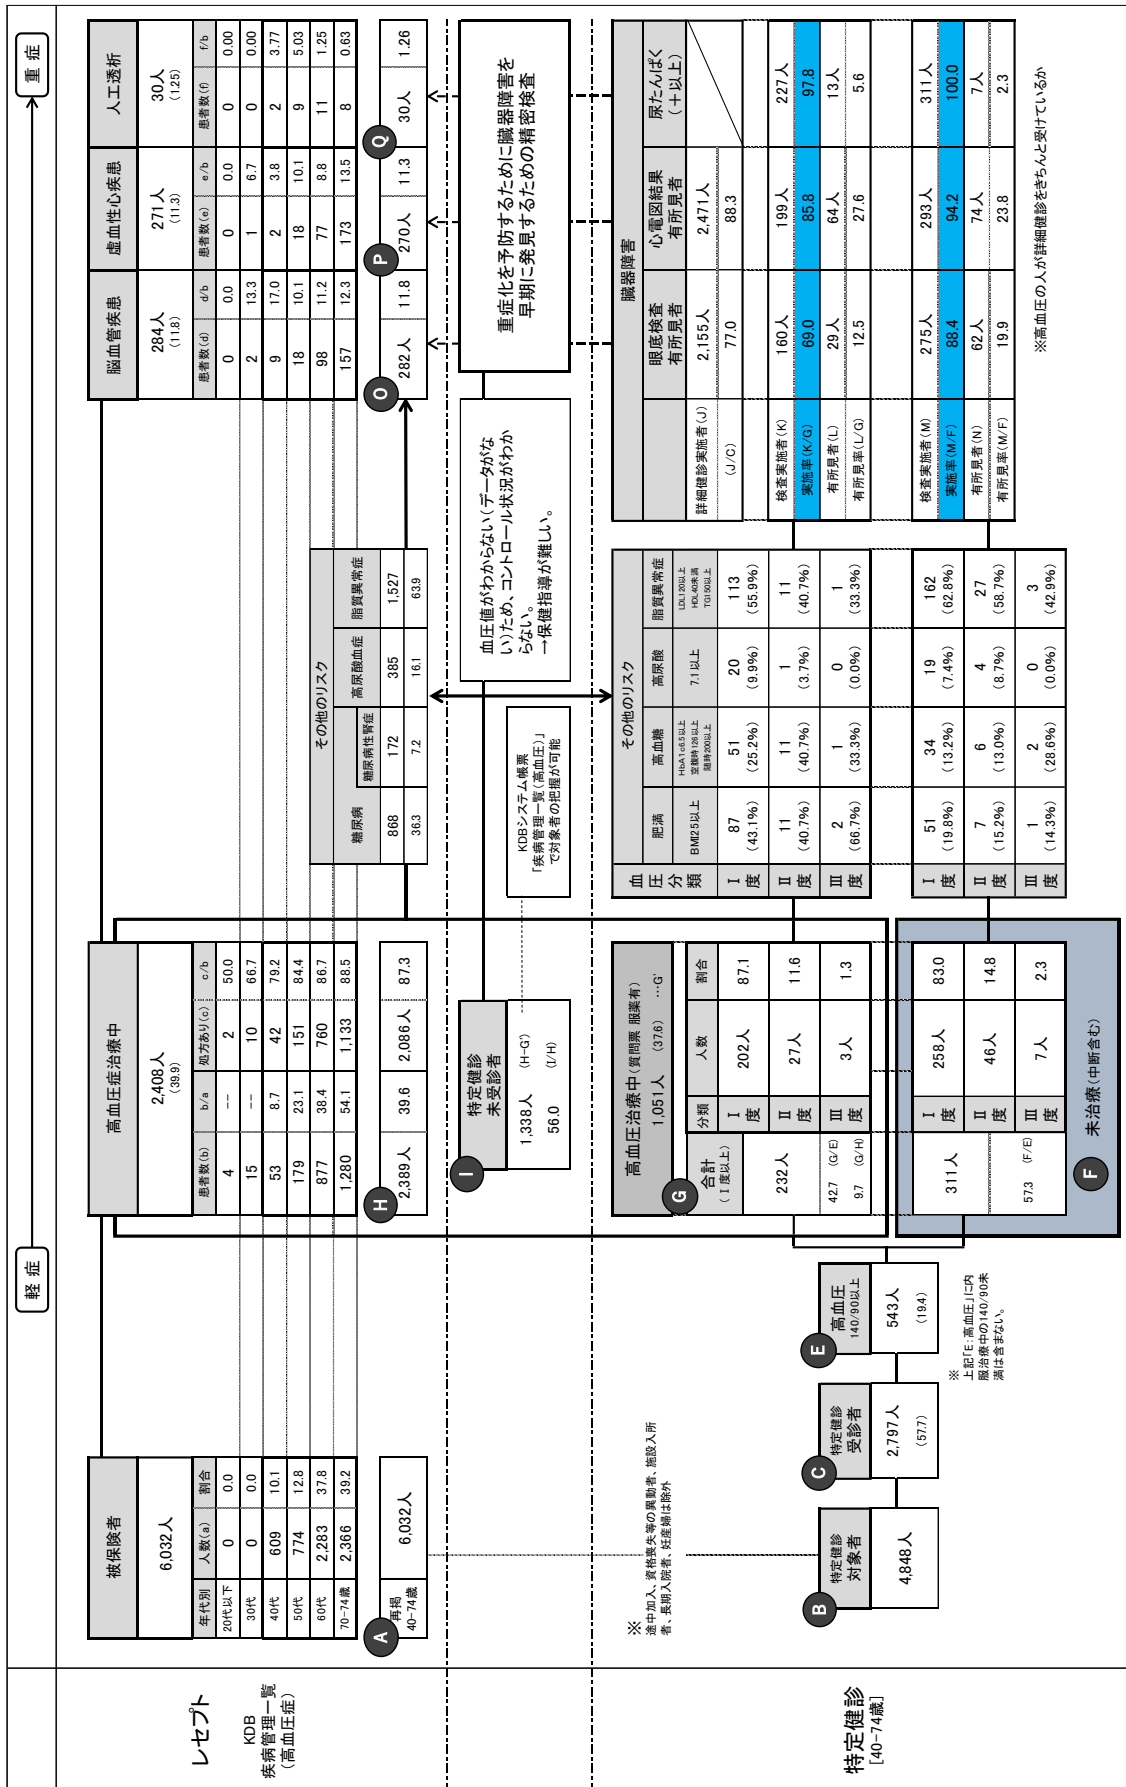 軽症
重症
レセプト
KDB
疾病管理一覧
(高血圧症)
被保険者
6,032人
年代別 人数(a) 割合
20代以下 0 0.0
30代 0 0.0
40代 609 10.1
50代 774 12.8
60代 2,283 37.8
70-74歳 2,366 39.2
A
再掲
40-74歳
6,032人
高血圧症治療中
2,408人
(39.9)
患者数(b) b/a 処方あり(c) c/b
4 -- 2 50.0
15 -- 10 66.7
53 8.7 42 79.2
179 23.1 151 84.4
877 38.4 760 86.7
1,280 54.1 1,133 88.5
H
2,389人 39.6 2,086人 87.3
その他のリスク
糖尿病 糖尿病性腎症 高尿酸血症 脂質異常症
868 172 385 1,527
36.3 7.2 16.1 63.9
脳血管疾患 虚血性心疾患 人工透析
284人 271人 30人
(11.8) (11.3) (1.25)
患者数(d) d/b 患者数(e) e/b 患者数(f) f/b
0 0.0 0 0.0 0 0.00
2 13.3 1 6.7 0 0.00
9 17.0 2 3.8 2 3.77
18 10.1 18 10.1 9 5.03
98 11.2 77 8.8 11 1.25
157 12.3 173 13.5 8 0.63
O P Q
282人 11.8 270人 11.3 30人 1.26
I
特定健診
未受診者
1,338人 (H-G')
56.0 (I/H)
KDBシステム帳票
「疾病管理一覧(高血圧)」
で対象者の把握が可能
血圧値がわからない(データがな
い)ため、コントロール状況がわか
らない。
→保健指導が難しい。
重症化を予防するために臓器障害を
早期に発見するための精密検査
特定健診
[40-74歳]
※
途中加入、資格喪失等の異動者、施設入所
者、長期入院者、妊産婦は除外
B
特定健診
対象者
4,848人
C
特定健診
受診者
2,797人
(57.7)
E
高血圧
140/90以上
543人
(19.4)
※
上記「E:高血圧」に内
服治療中の140/90未
満は含まない。
高血圧治療中(質問票 服薬有)
1,051人 (37.6) …G'
G
合計
(Ⅰ度以上)
分類 人数 割合
232人
42.7 (G/E)
9.7 (G/H)
Ⅰ度 202人 87.1
Ⅱ度 27人 11.6
Ⅲ度 3人 1.3
311人
57.3 (F/E)
Ⅰ度 258人 83.0
Ⅱ度 46人 14.8
Ⅲ度 7人 2.3
F
未治療(中断含む)
血圧分類
その他のリスク
肥満 高血糖 高尿酸 脂質異常症
BMI25以上
HbA1c6.5以上
空腹時126以上
随時200以上
7.1以上
LDL120以上
HDL40未満
TG150以上
Ⅰ度 87 51 20 113
(43.1%) (25.2%) (9.9%) (55.9%)
Ⅱ度 11 11 1 11
(40.7%) (40.7%) (3.7%) (40.7%)
Ⅲ度 2 1 0 1
(66.7%) (33.3%) (0.0%) (33.3%)
Ⅰ度 51 34 19 162
(19.8%) (13.2%) (7.4%) (62.8%)
Ⅱ度 7 6 4 27
(15.2%) (13.0%) (8.7%) (58.7%)
Ⅲ度 1 2 0 3
(14.3%) (28.6%) (0.0%) (42.9%)
臓器障害
眼底検査
有所見者
心電図結果
有所見者
尿たんぱく
(+以上)
詳細健診実施者(J) 2,155人 2,471人
(J/C) 77.0 88.3
検査実施者(K) 160人 199人 227人
実施率(K/G) 69.0 85.8 97.8
有所見者(L) 29人 64人 13人
有所見率(L/G) 12.5 27.6 5.6
検査実施者(M) 275人 293人 311人
実施率(M/F) 88.4 94.2 100.0
有所見者(N) 62人 74人 7人
有所見率(M/F) 19.9 23.8 2.3
※高血圧の人が詳細健診をきちんと受けているか